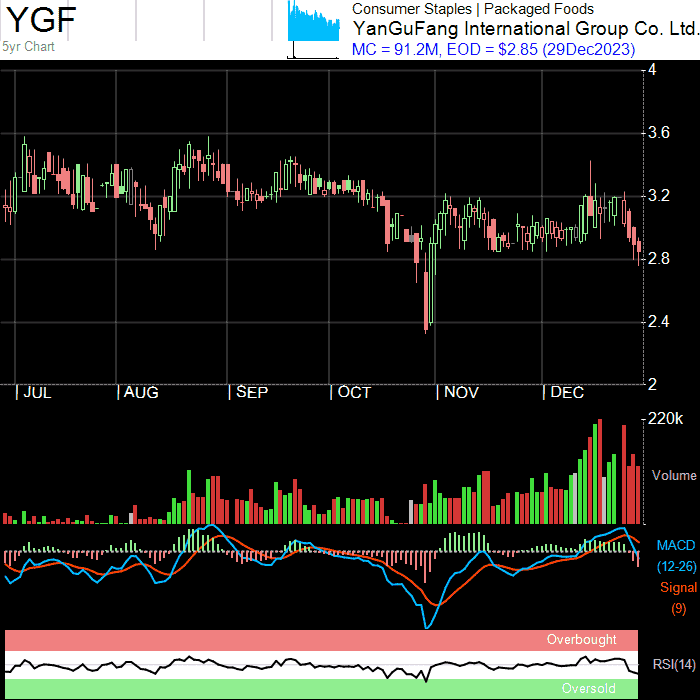 YGF
5yr Chart
Consumer Staples | Packaged Foods
YanGuFang International Group Co. Ltd.
MC = 91.2M, EOD = $2.85 (29Dec2023)
4
3.6
3.2
2.8
2.4
2
| JUL | AUG | SEP | OCT | NOV | DEC
220k
Volume
MACD
(12-26)
Signal
(9)
Overbought
RSI(14)
Oversold